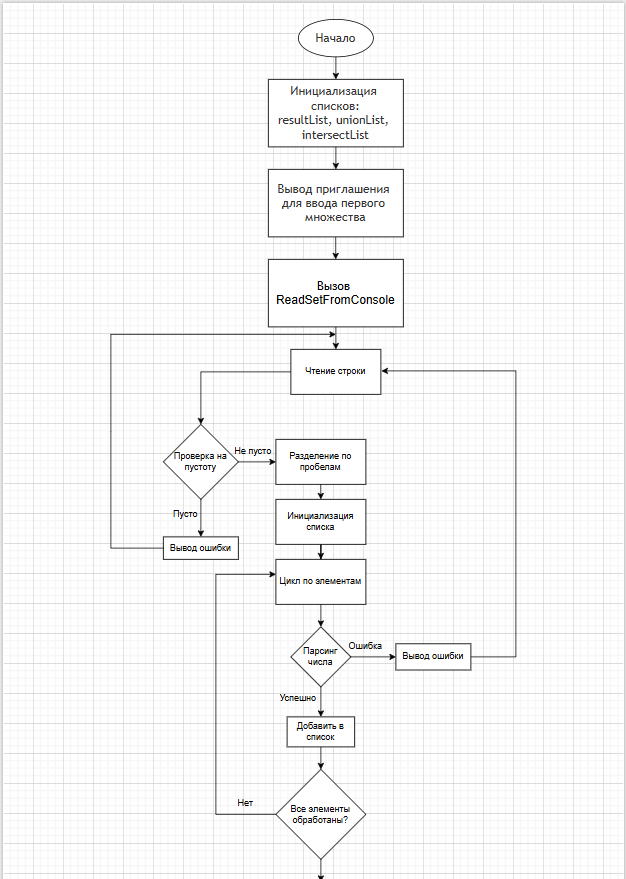 Начало
Инициализация
списков:
resultList, unionList,
intersectList
Вывод приглашения
для ввода первого
множества
Вызов
ReadSetFromConsole
Чтение строки
Проверка на
пустоту
Не пусто
Разделение по
пробелам
Пусто
Инициализация
списка
Вывод ошибки
Цикл по элементам
Парсинг
числа
Ошибка
Вывод ошибки
Успешно
Добавить в
список
Нет
Все элементы
обработаны?